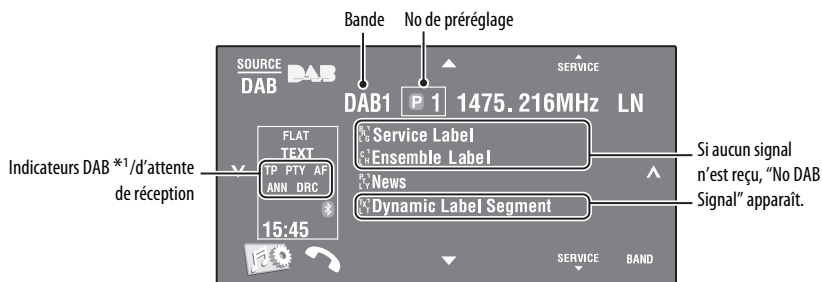 Bande
No de préréglage
SOURCE
DAB
DAB
SERVICE
DAB1 P 1 1475.216MHz LN
FLAT
TEXT
TP PTY AF
ANN DRC
15:45
Service Label
Ensemble Label
News
Dynamic Label Segment
SERVICE
BAND
Indicateurs DAB *1/d'attente
de réception
Si aucun signal
n'est reçu, "No DAB
Signal" apparaît.